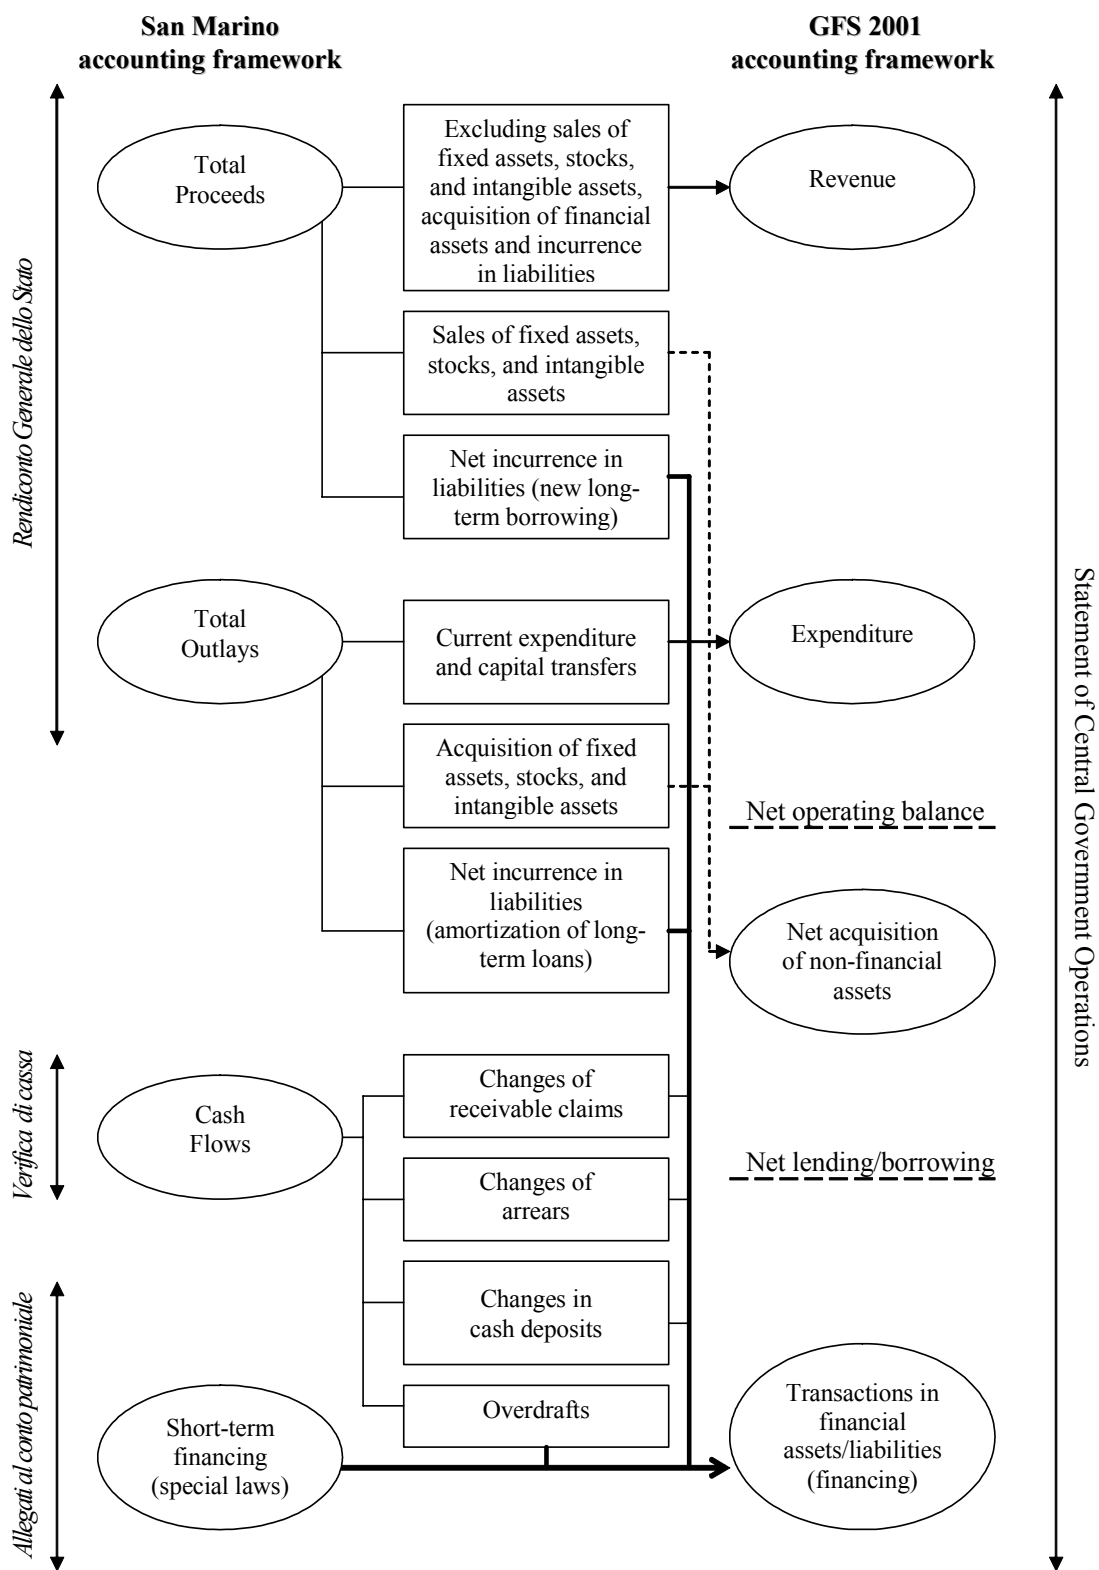 San Marino
accounting framework
GFS 2001
accounting framework
Rendiconto Generale dello Stato
Total
Proceeds
Excluding sales of
fixed assets, stocks,
and intangible assets,
acquisition of financial
assets and incurrence
in liabilities
Revenue
Sales of fixed assets,
stocks, and intangible
assets
Net incurrence in
liabilities (new long-
term borrowing)
Total
Outlays
Current expenditure
and capital transfers
Expenditure
Acquisition of fixed
assets, stocks, and
intangible assets
Net operating balance
Net incurrence in
liabilities
(amortization of long-
term loans)
Net acquisition
of non-financial
assets
Statement of Central Government Operations
Verifica di cassa
Cash
Flows
Changes of
receivable claims
Changes of
arrears
Net lending/borrowing
Changes in
cash deposits
Overdrafts
Allegati al conto patrimoniale
Short-term
financing
(special laws)
Transactions in
financial
assets/liabilities
(financing)